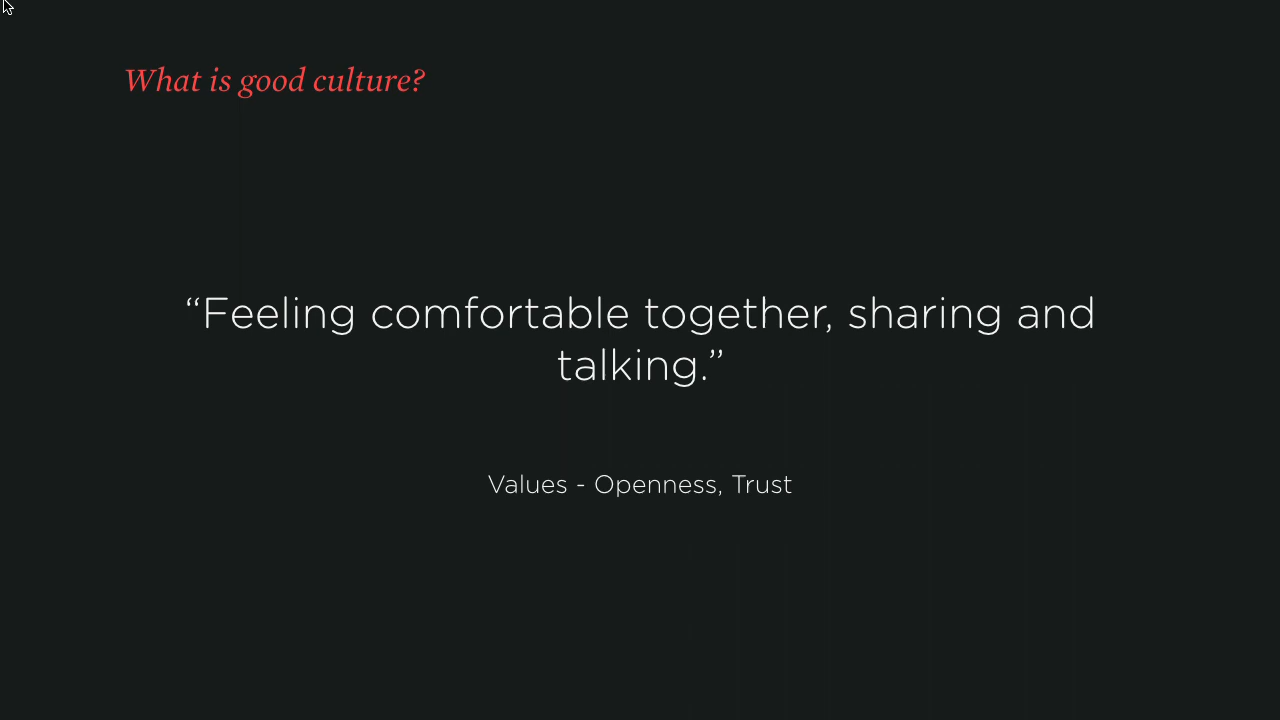 What is good culture?
“Feeling comfortable together, sharing and
talking.”
Values - Openness, Trust